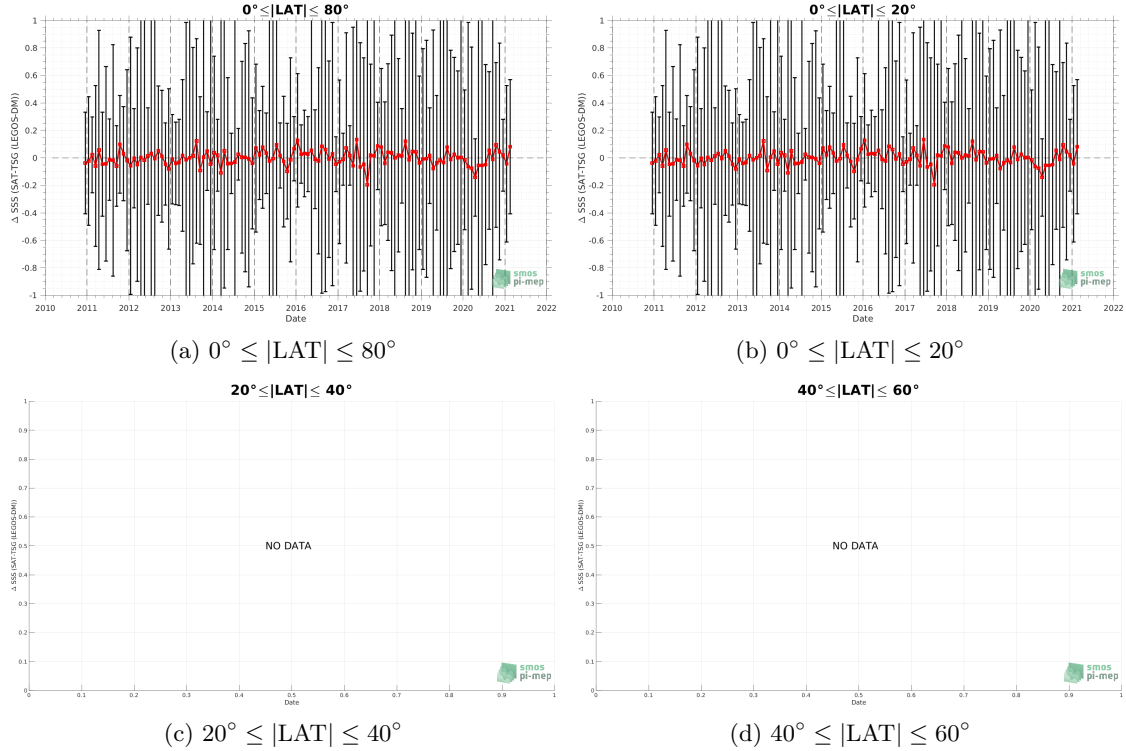 0°≤|LAT|≤ 80°
1
0.8
0.6
0.4
0.2
0
-0.2
-0.4
-0.6
-0.8
-1
Δ SSS (SAT-TSG (LEGOS-DM))
2010 2011 2012 2013 2014 2015 2016 2017 2018 2019 2020 2021 2022
Date
smos
pi-mep
(a) 0° ≤ |LAT| ≤ 80°
0°≤|LAT|≤ 20°
1
0.8
0.6
0.4
0.2
0
-0.2
-0.4
-0.6
-0.8
-1
Δ SSS (SAT-TSG (LEGOS-DM))
2010 2011 2012 2013 2014 2015 2016 2017 2018 2019 2020 2021 2022
Date
smos
pi-mep
(b) 0° ≤ |LAT| ≤ 20°
20°≤|LAT|≤ 40°
1
0.9
0.8
0.7
0.6
0.5
0.4
0.3
0.2
0.1
0
Δ SSS (SAT-TSG (LEGOS-DM))
NO DATA
0 0.1 0.2 0.3 0.4 0.5 0.6 0.7 0.8 0.9 1
Date
smos
pi-mep
(c) 20° ≤ |LAT| ≤ 40°
40°≤|LAT|≤ 60°
1
0.9
0.8
0.7
0.6
0.5
0.4
0.3
0.2
0.1
0
Δ SSS (SAT-TSG (LEGOS-DM))
NO DATA
0 0.1 0.2 0.3 0.4 0.5 0.6 0.7 0.8 0.9 1
Date
smos
pi-mep
(d) 40° ≤ |LAT| ≤ 60°